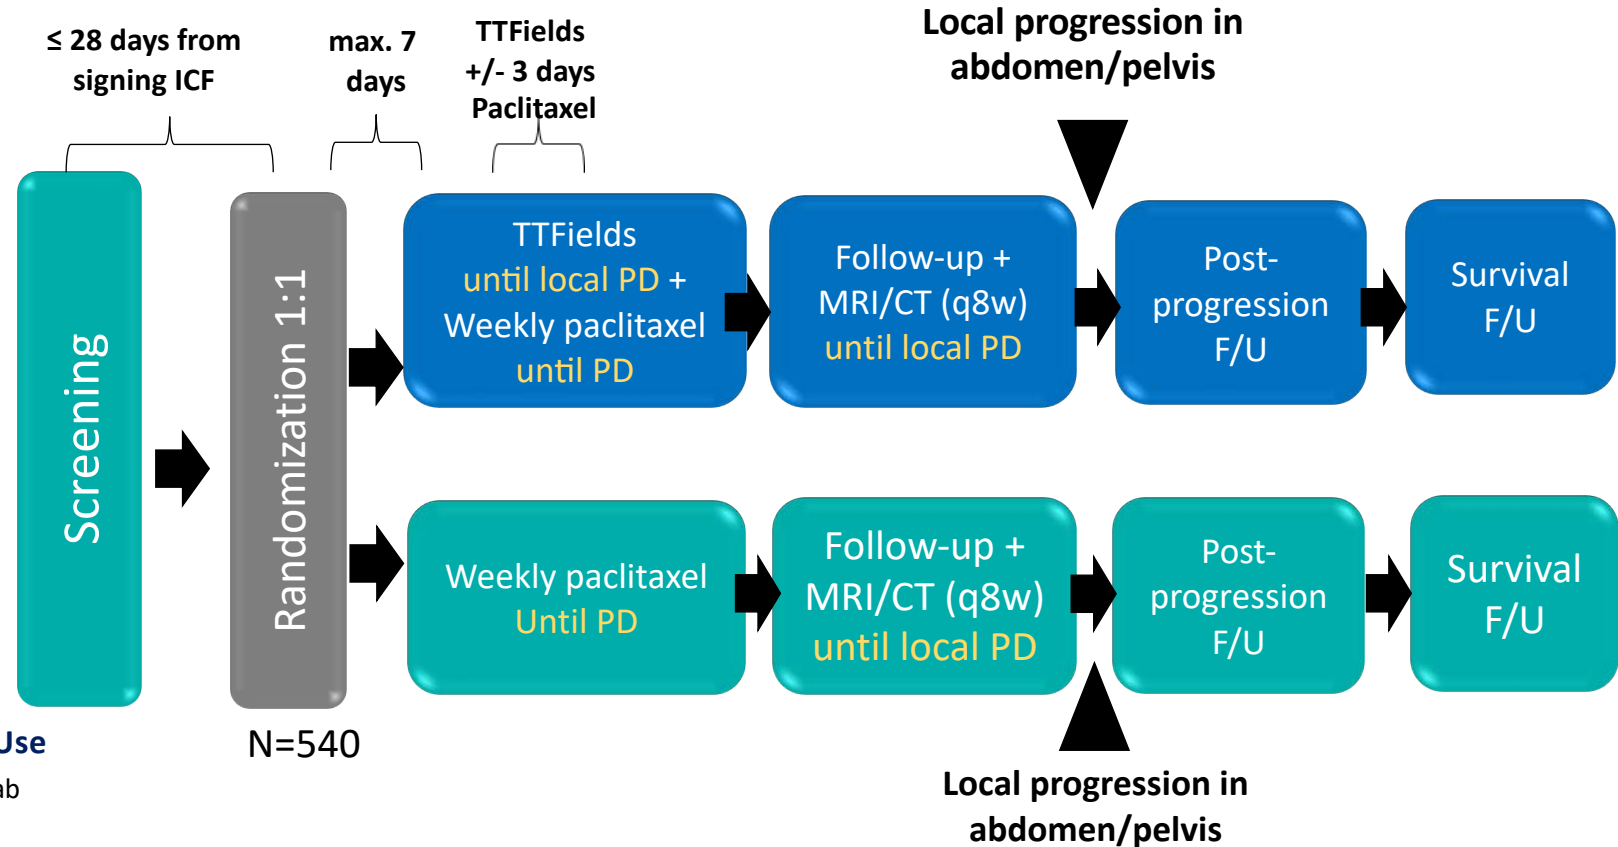 ≤ 28 days from
signing ICF
max. 7
days
TTFields
+/- 3 days
Paclitaxel
Local progression in
abdomen/pelvis
Screening
Randomization 1:1
TTFields
until local PD +
Weekly paclitaxel
until PD
Follow-up +
MRI/CT (q8w)
until local PD
Post-
progression
F/U
Survival
F/U
Weekly paclitaxel
Until PD
Follow-up +
MRI/CT (q8w)
until local PD
Post-
progression
F/U
Survival
F/U
Use
ab
N=540
Local progression in
abdomen/pelvis